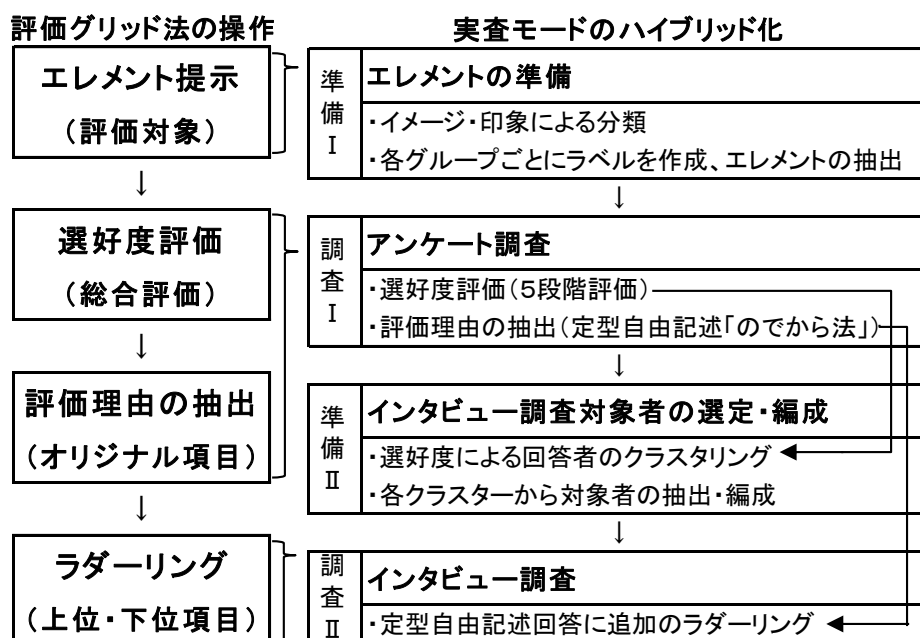 評価グリッド法の操作
エレメント提示
（評価対象）
↓
選好度評価
（総合評価）
↓
評価理由の抽出
（オリジナル項目）
↓
ラダーリング
（上位・下位項目）
実査モードのハイブリッド化
準備Ⅰ
エレメントの準備
・イメージ・印象による分類
・各グループごとにラベルを作成、エレメントの抽出
↓
調査Ⅰ
アンケート調査
・選好度評価（５段階評価）
・評価理由の抽出（定型自由記述「のでから法」）
↓
準備Ⅱ
インタビュー調査対象者の選定・編成
・選好度による回答者のクラスタリング
・各クラスターから対象者の抽出・編成
↓
調査Ⅱ
インタビュー調査
・定型自由記述回答に追加のラダーリング